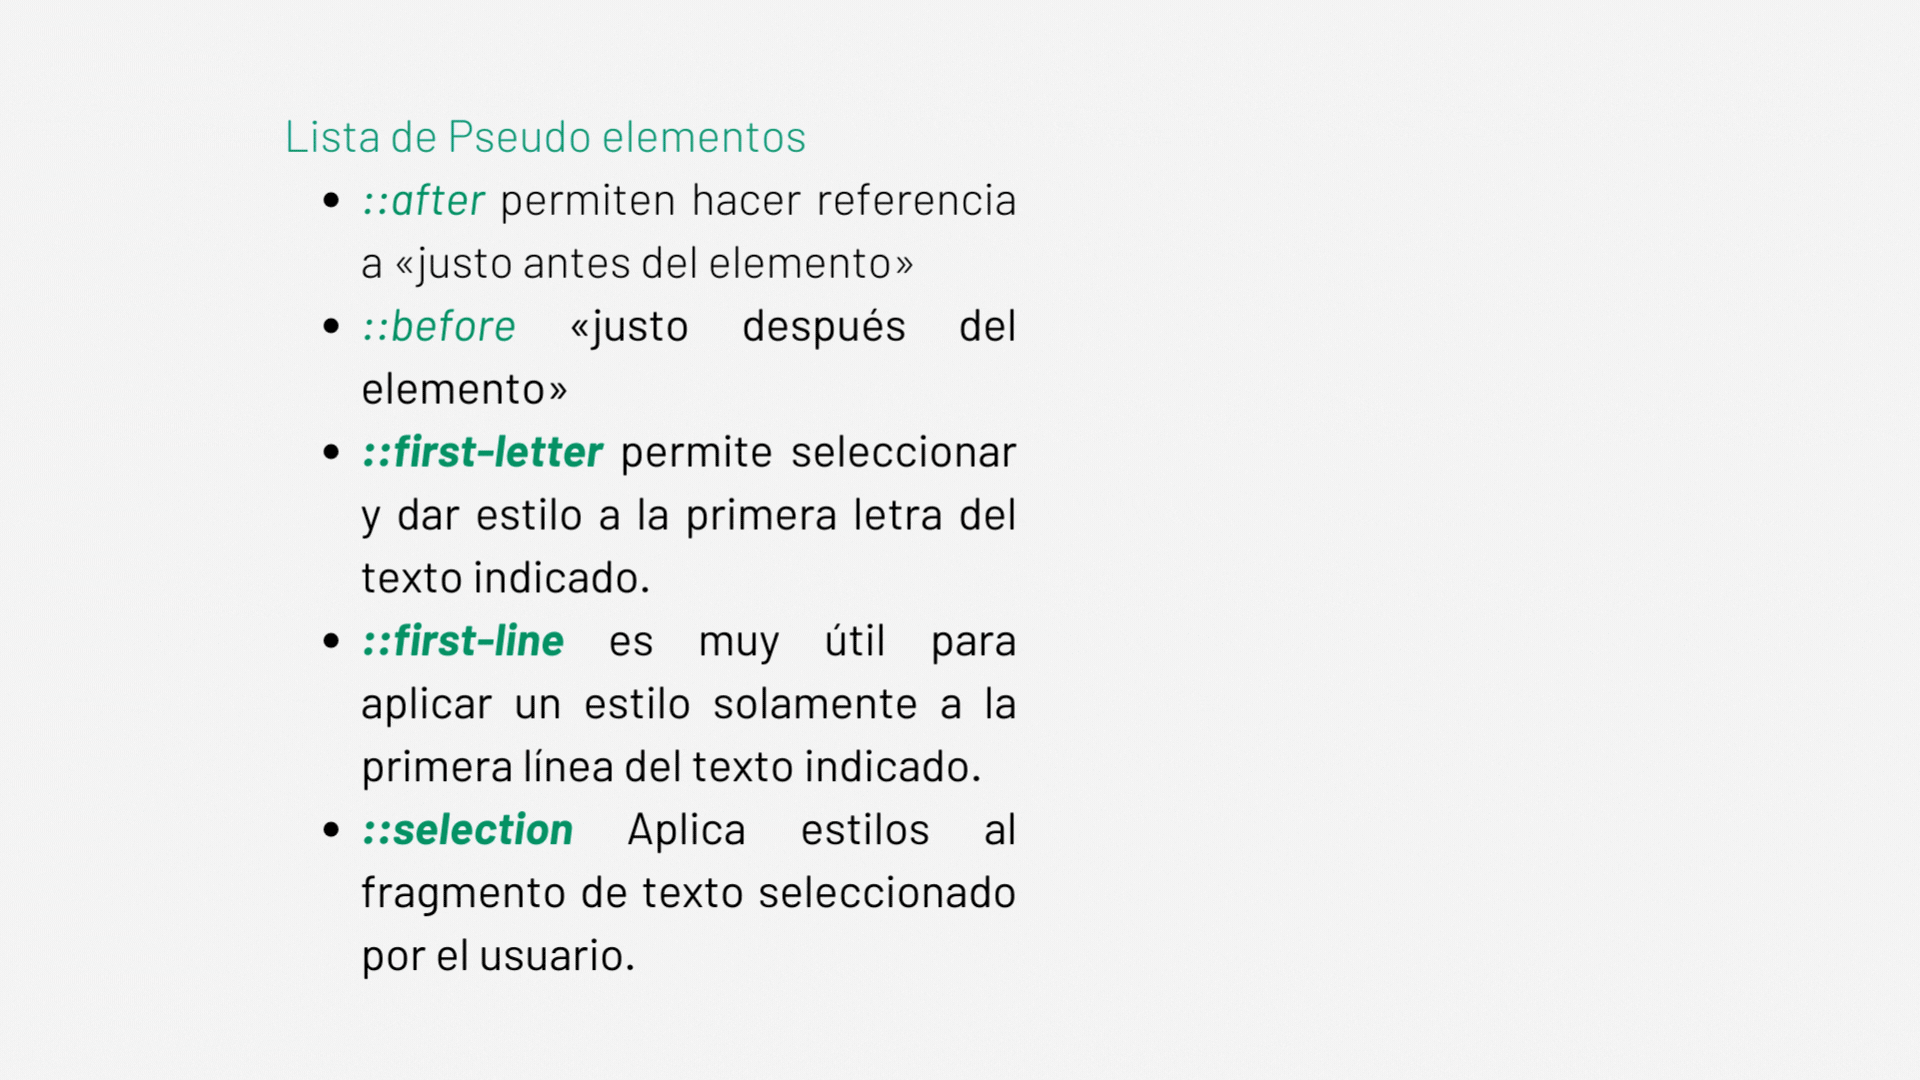 Lista de Pseudo elementos
• ::after permiten hacer referencia
a «justo antes del elemento»
• ::before «justo después del
elemento»
• ::first-letter permite seleccionar
y dar estilo a la primera letra del
texto indicado.
• ::first-line es muy útil para
aplicar un estilo solamente a la
primera línea del texto indicado.
• ::selection Aplica estilos al
fragmento de texto seleccionado
por el usuario.